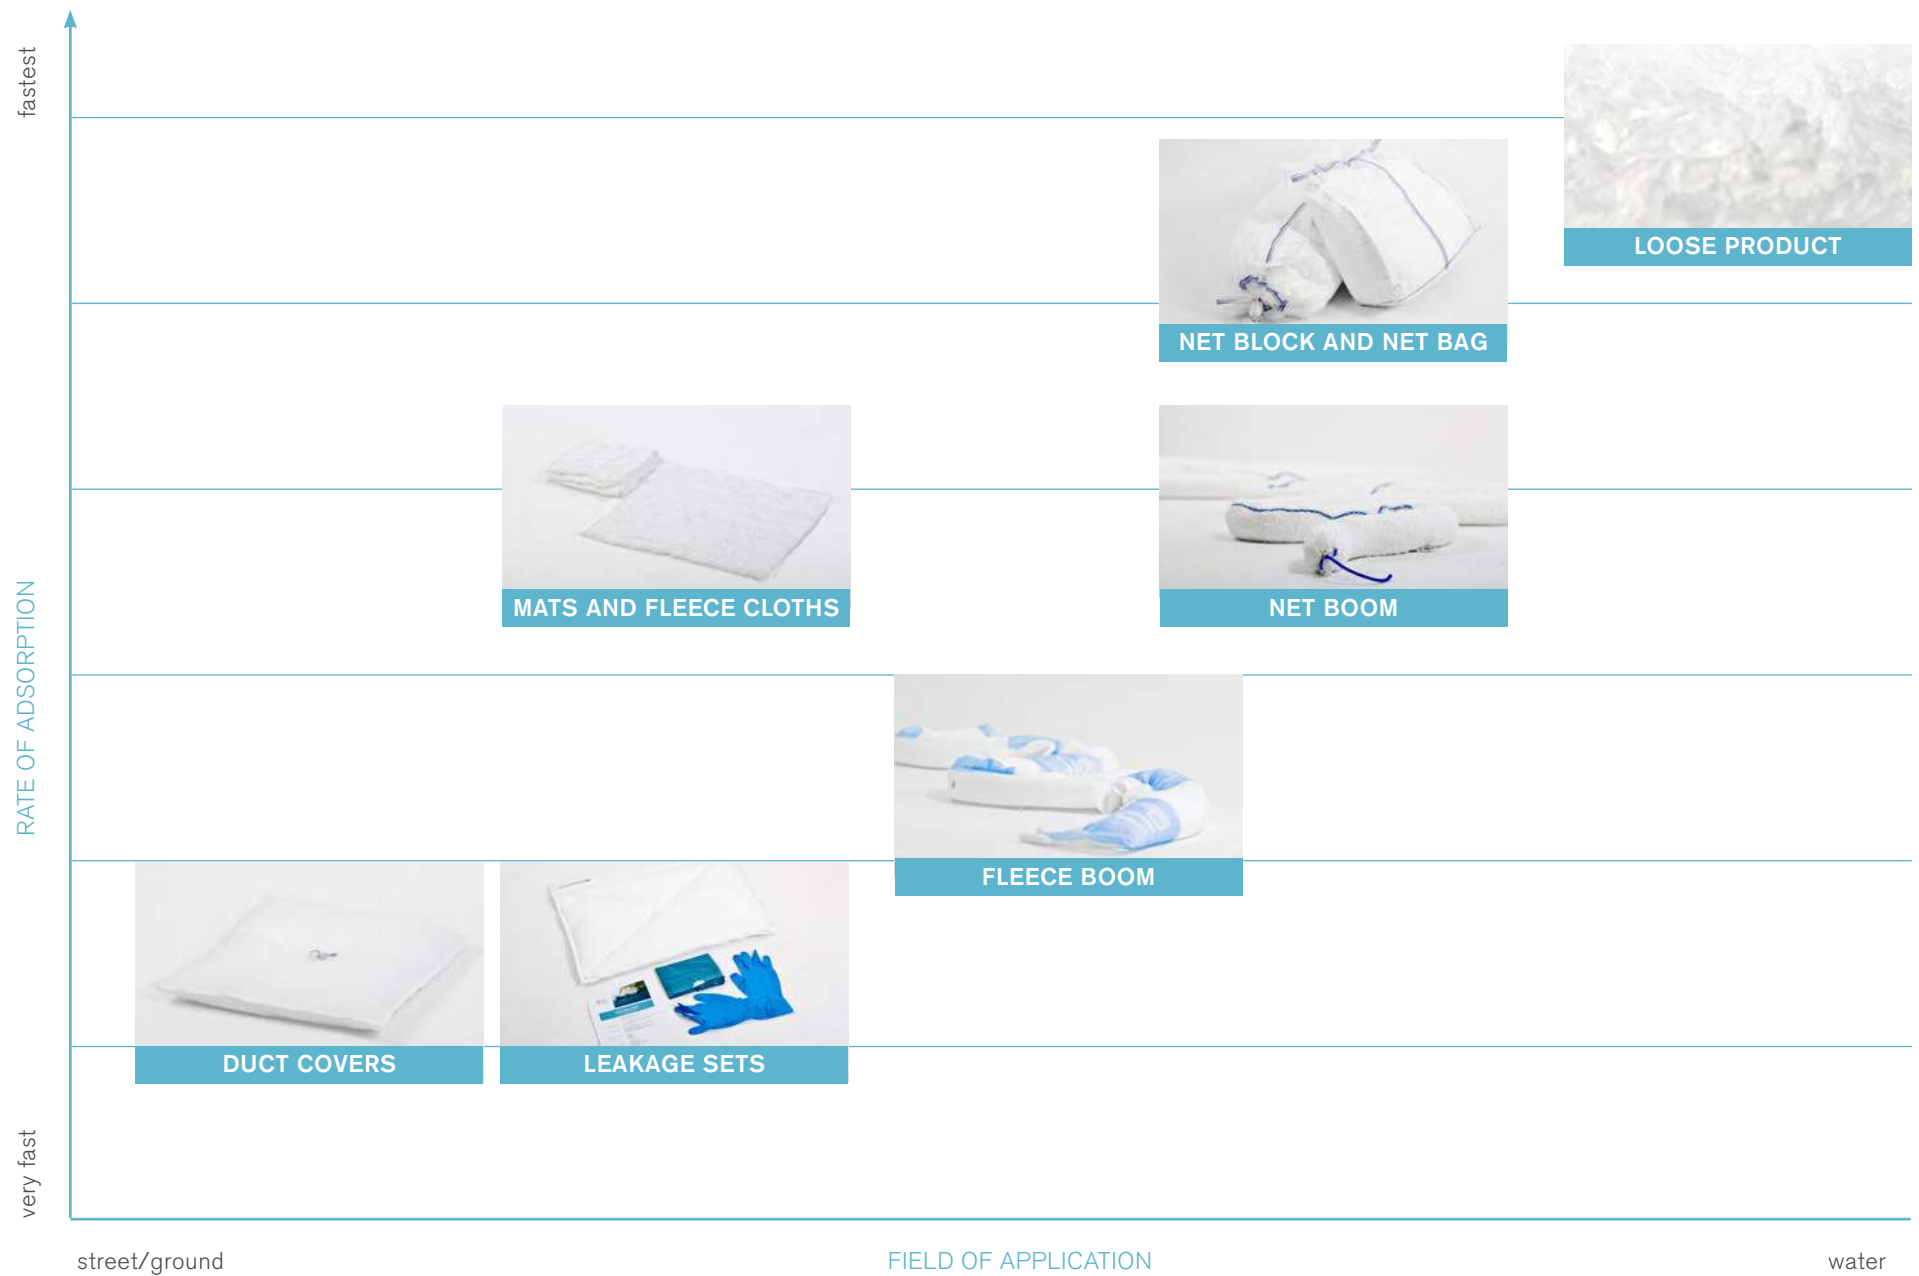 fastest
LOOSE PRODUCT
NET BLOCK AND NET BAG
MATS AND FLEECE CLOTHS
NET BOOM
RATE OF ADSORPTION
FLEECE BOOM
DUCT COVERS
LEAKAGE SETS
very fast
street/ground
FIELD OF APPLICATION
water